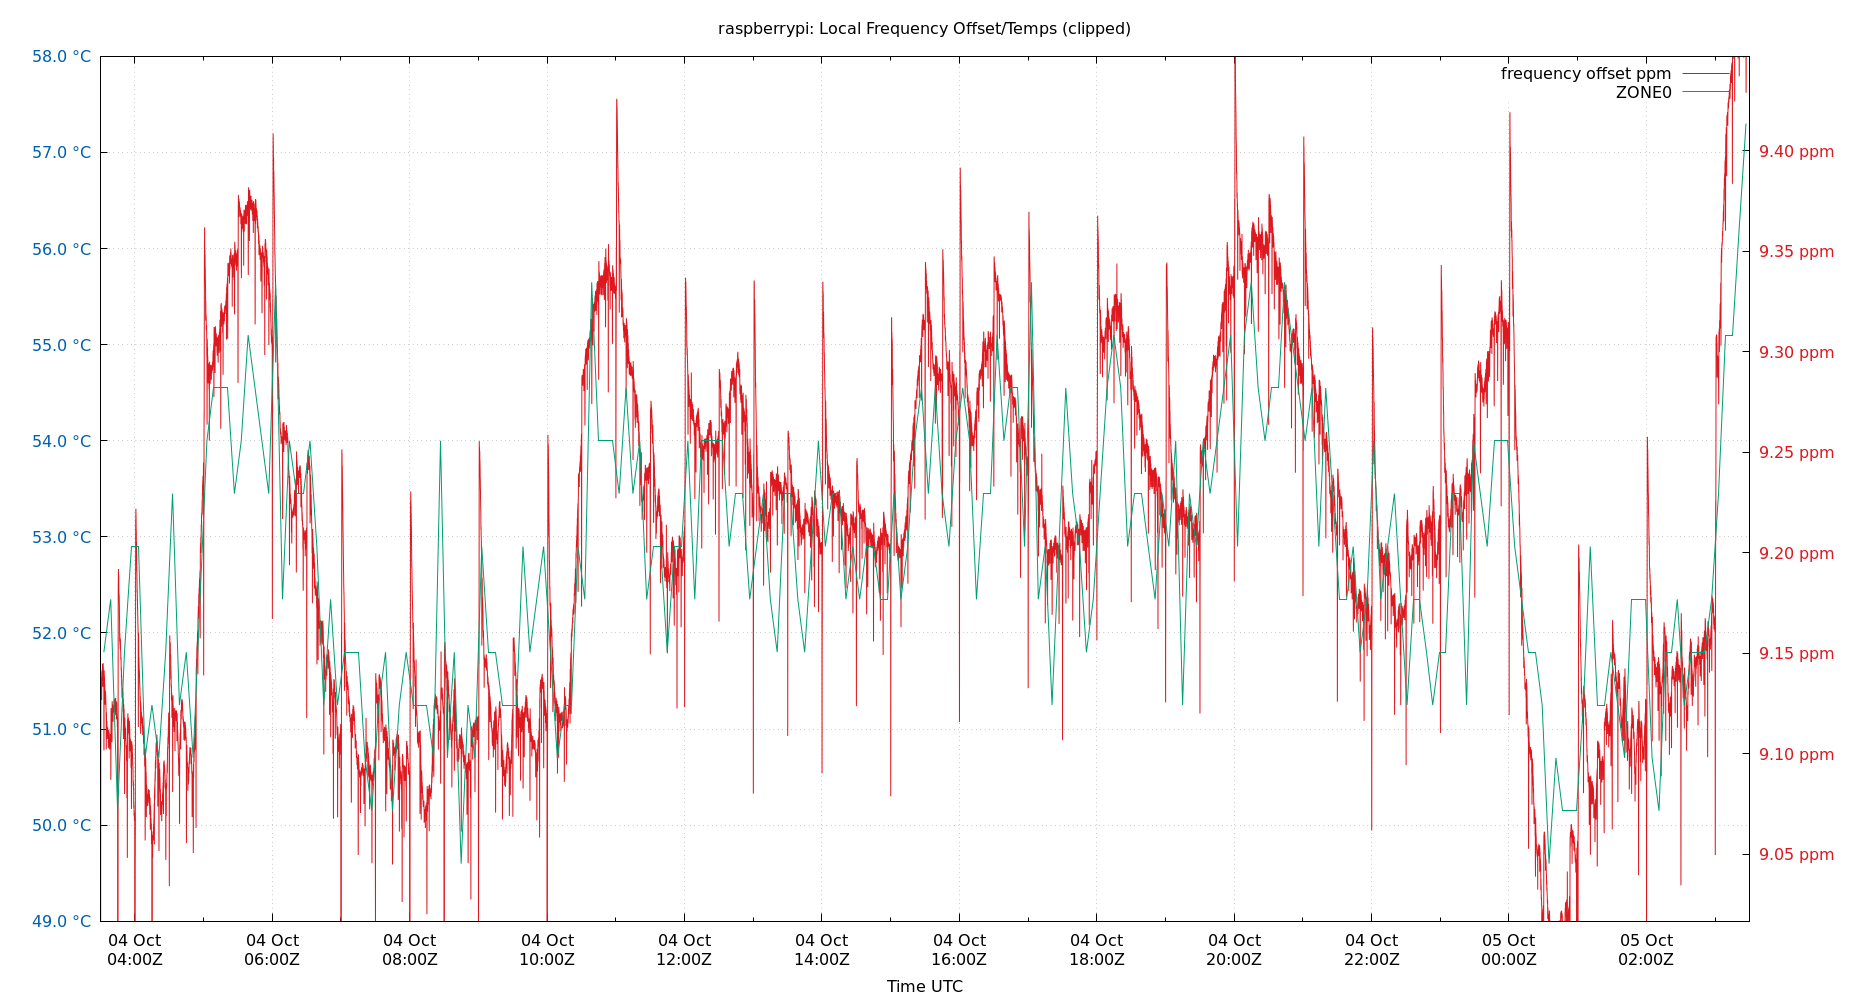 raspberrypi: Local Frequency Offset/Temps (clipped)
frequency offset ppm
ZONE0
58.0 °C
57.0 °C
56.0 °C
55.0 °C
54.0 °C
53.0 °C
52.0 °C
51.0 °C
50.0 °C
49.0 °C
9.40 ppm
9.35 ppm
9.30 ppm
9.25 ppm
9.20 ppm
9.15 ppm
9.10 ppm
9.05 ppm
04 Oct 04 Oct 04 Oct 04 Oct 04 Oct 04 Oct 04 Oct 04 Oct 04 Oct 04 Oct 05 Oct 05 Oct
04:00Z 06:00Z 08:00Z 10:00Z 12:00Z 14:00Z 16:00Z 18:00Z 20:00Z 22:00Z 00:00Z 02:00Z
Time UTC